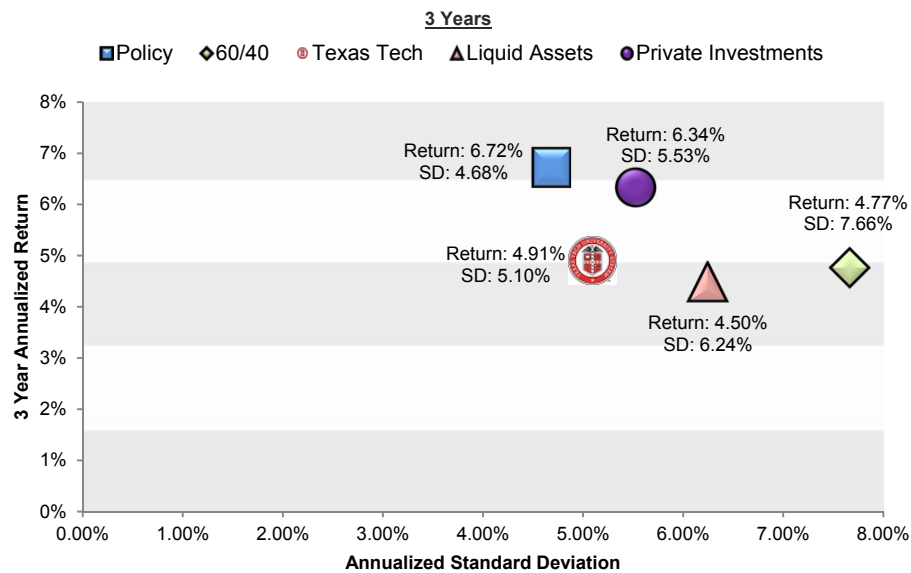 3 Years
Policy 60/40 Texas Tech Liquid Assets Private Investments
8%
7%
6%
5%
4%
3%
2%
1%
0%
3 Year Annualized Return
Return: 6.72%
SD: 4.68%
Return: 6.34%
SD: 5.53%
Return: 4.77%
SD: 7.66%
Return: 4.91%
SD: 5.10%
Return: 4.50%
SD: 6.24%
0.00% 1.00% 2.00% 3.00% 4.00% 5.00% 6.00% 7.00% 8.00%
Annualized Standard Deviation